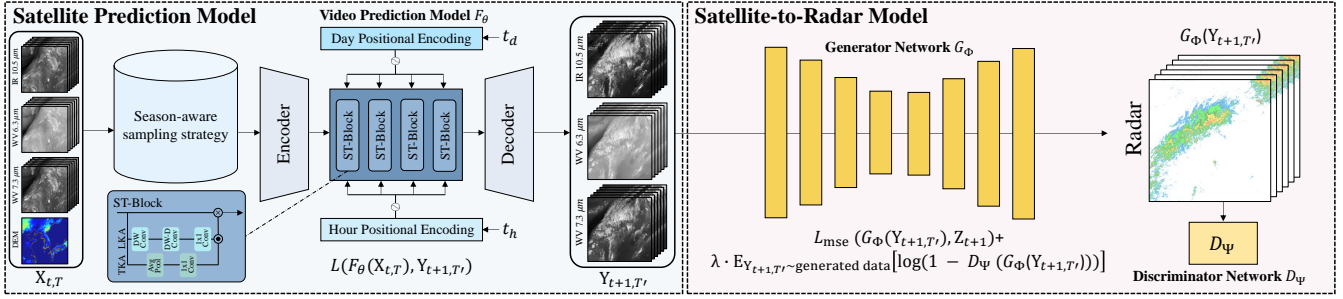 Satellite Prediction Model
IR 10.5 μm
WV 6.3 μm
WV 7.3 μm
DEM
X_{t,T}
Season-aware
sampling strategy
ST-Block
LKA
DW
Conv
DW-D
Conv
1x1
Conv
TKA
Avg
Pool
1x1
Conv
Encoder
Video Prediction Model F_θ
Day Positional Encoding
t_d
ST-Block
ST-Block
ST-Block
ST-Block
Hour Positional Encoding
t_h
L(F_θ(X_{t,T}), Y_{t+1,T′})
Decoder
IR 10.5 μm
WV 6.3 μm
WV 7.3 μm
Y_{t+1,T′}
Satellite-to-Radar Model
Generator Network G_Φ
L_mse (G_Φ(Y_{t+1,T′}), Z_{t+1})+
λ · E_{Y_{t+1,T′}~generated data}[log(1 − D_Ψ (G_Φ(Y_{t+1,T′})))]
G_Φ(Y_{t+1,T′})
Radar
D_Ψ
Discriminator Network D_Ψ